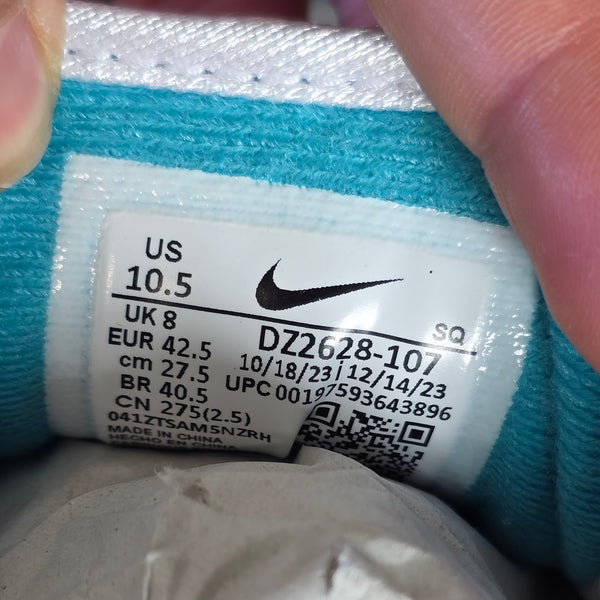 US
10.5
SQ
UK 8
DZ2628-107
EUR 42.5
10/18/23|12/14/23
cm 27.5
UPC 00197593643896
BR 40.5
CN 275(2.5)
041ZTSAM5NZRH
MADE IN CHINA
HECHO EN CHINA